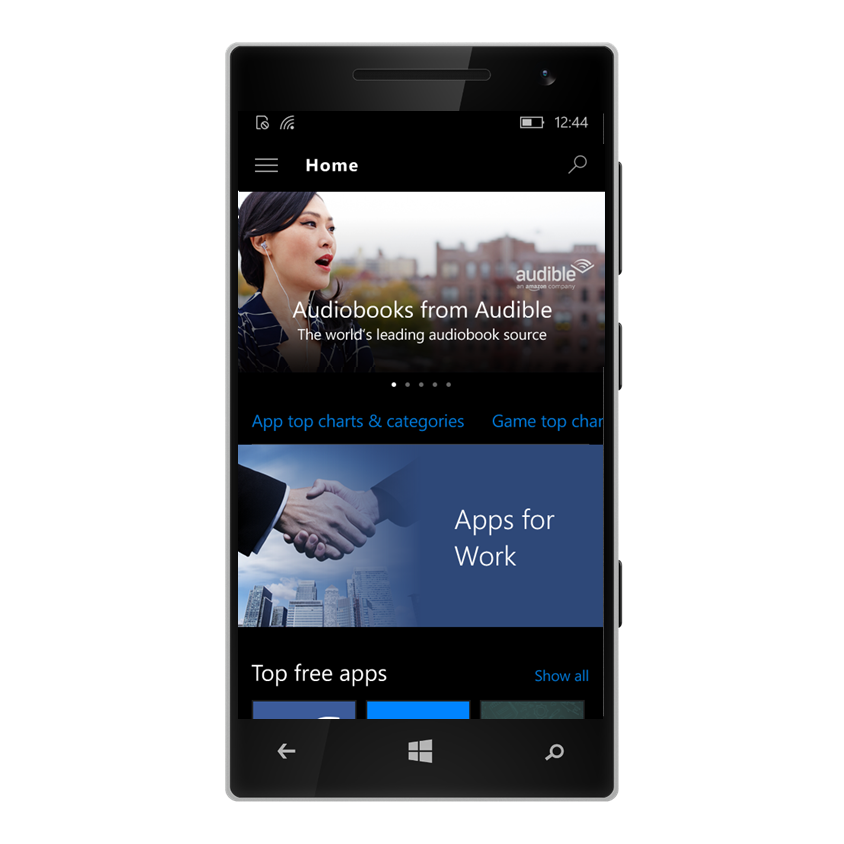 12:44
Home
audible
an amazon company
Audiobooks from Audible
The world's leading audiobook source
App top charts & categories
Game top char
Apps for
Work
Top free apps
Show all